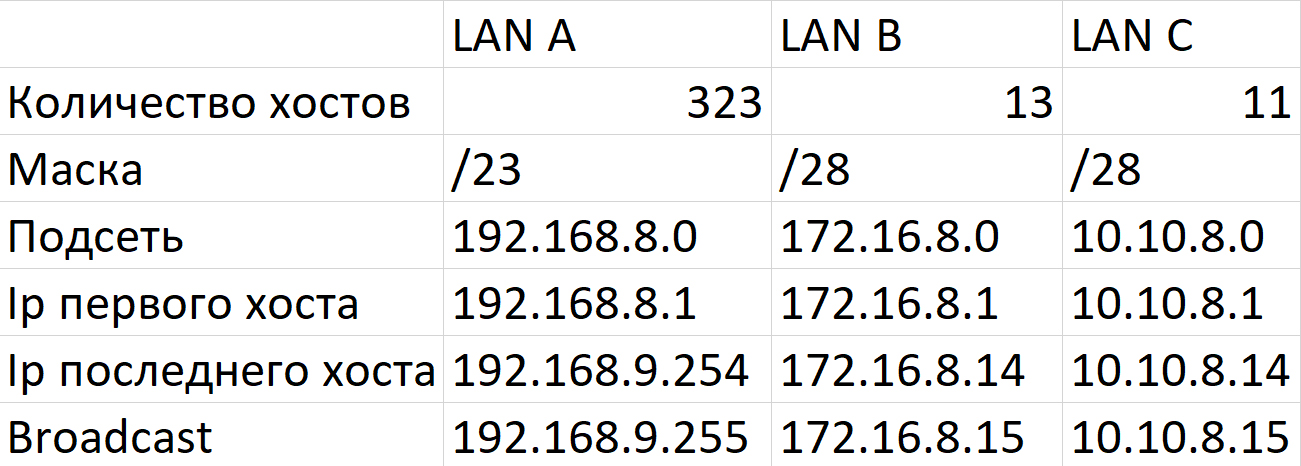 LAN A LAN B LAN C
Количество хостов 323 13 11
Маска /23 /28 /28
Подсеть 192.168.8.0 172.16.8.0 10.10.8.0
Ip первого хоста 192.168.8.1 172.16.8.1 10.10.8.1
Ip последнего хоста 192.168.9.254 172.16.8.14 10.10.8.14
Broadcast 192.168.9.255 172.16.8.15 10.10.8.15